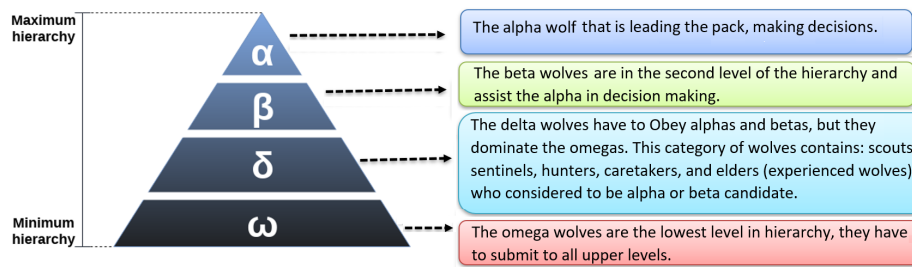 Maximum
hierarchy
α
The alpha wolf that is leading the pack, making decisions.
β
The beta wolves are in the second level of the hierarchy and
assist the alpha in decision making.
δ
The delta wolves have to Obey alphas and betas, but they
dominate the omegas. This category of wolves contains: scouts
sentinels, hunters, caretakers, and elders (experienced wolves)
who considered to be alpha or beta candidate.
Minimum
hierarchy
ω
The omega wolves are the lowest level in hierarchy, they have
to submit to all upper levels.